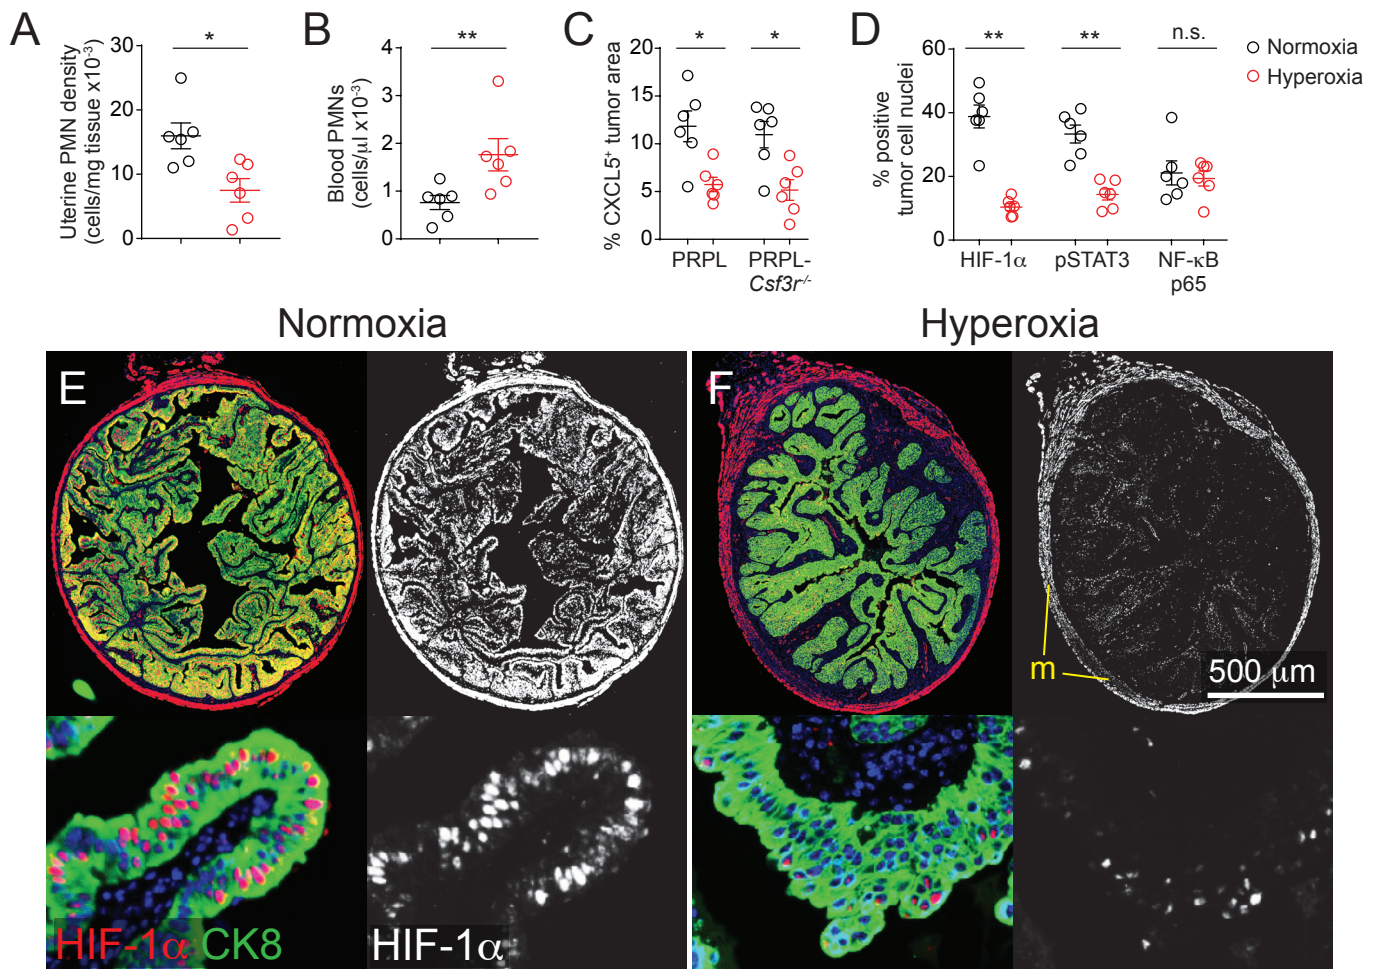 A
Uterine PMN density
(cells/mg tissue x10⁻³)
30
20
10
0
*
B
Blood PMNs
(cells/µl x10⁻³)
4
3
2
1
0
**
C
% CXCL5⁺ tumor area
20
15
10
5
0
*
*
PRPL
PRPL-
Csf3r⁻/⁻
D
% positive
tumor cell nuclei
60
40
20
0
**
**
n.s.
HIF-1α
pSTAT3
NF-κB
p65
Normoxia
Hyperoxia
Normoxia
Hyperoxia
E
F
m
500 µm
HIF-1α CK8
HIF-1α